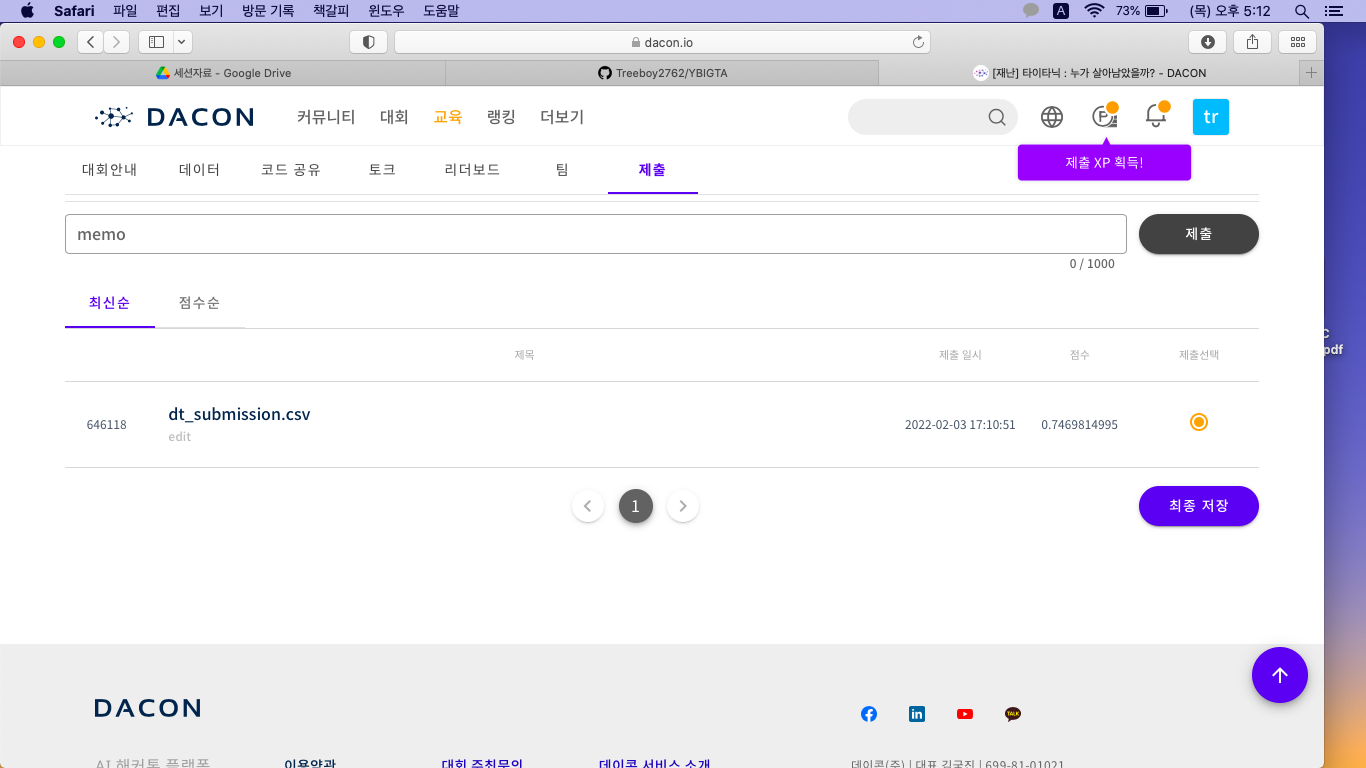 Safari 파일 편집 보기 방문 기록 책갈피 윈도우 도움말 A 73% (목) 오후 5:12
dacon.io
세션자료 - Google Drive
Treeboy2762/YBIGTA
[재난] 타이타닉 : 누가 살아남았을까? - DACON
DACON 커뮤니티 대회 교육 랭킹 더보기 tr
제출 XP 획득!
대회안내 데이터 코드 공유 토크 리더보드 팀 제출
memo 제출
0 / 1000
최신순 점수순
제목 제출 일시 점수 제출선택
646118 dt_submission.csv 2022-02-03 17:10:51 0.7469814995
edit
1 최종 저장
pdf
DACON
TALK
AI 해커톤 플랫폼 이용약관 대회 주최문의 데이콘 서비스 소개 데이콘(주) | 대표 김국진 | 699-81-01021